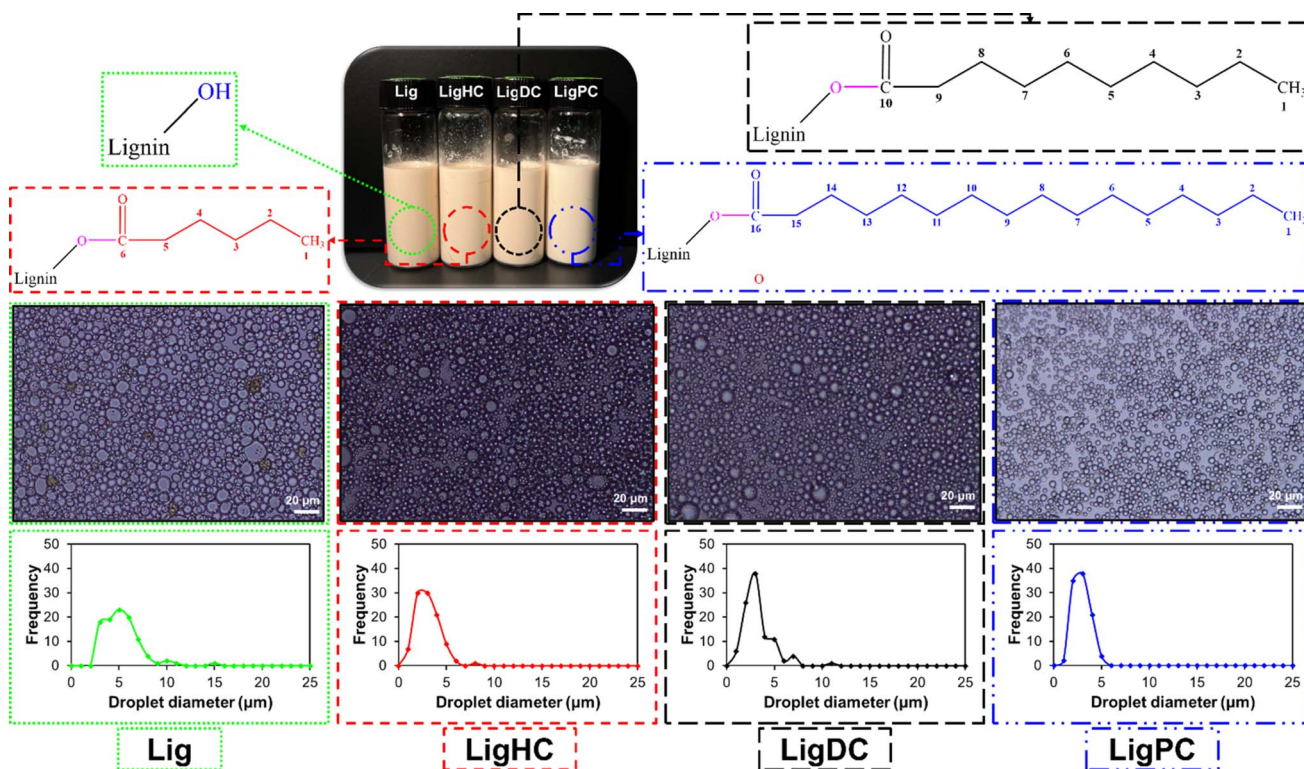 Lig LigHC LigDC LigPC
OH
Lignin
O
O
C
10
9
8
7
6
5
4
3
2
CH3
1
Lignin
O
O
C
6
5
4
3
2
CH3
1
Lignin
O
O
C
16
15
14
13
12
11
10
9
8
7
6
5
4
3
2
CH3
1
Lignin
O
20 µm
20 µm
20 µm
20 µm
50
40
30
20
10
0
Frequency
0 5 10 15 20 25
Droplet diameter (µm)
50
40
30
20
10
0
Frequency
0 5 10 15 20 25
Droplet diameter (µm)
50
40
30
20
10
0
Frequency
0 5 10 15 20 25
Droplet diameter (µm)
50
40
30
20
10
0
Frequency
0 5 10 15 20 25
Droplet diameter (µm)
Lig
LigHC
LigDC
LigPC